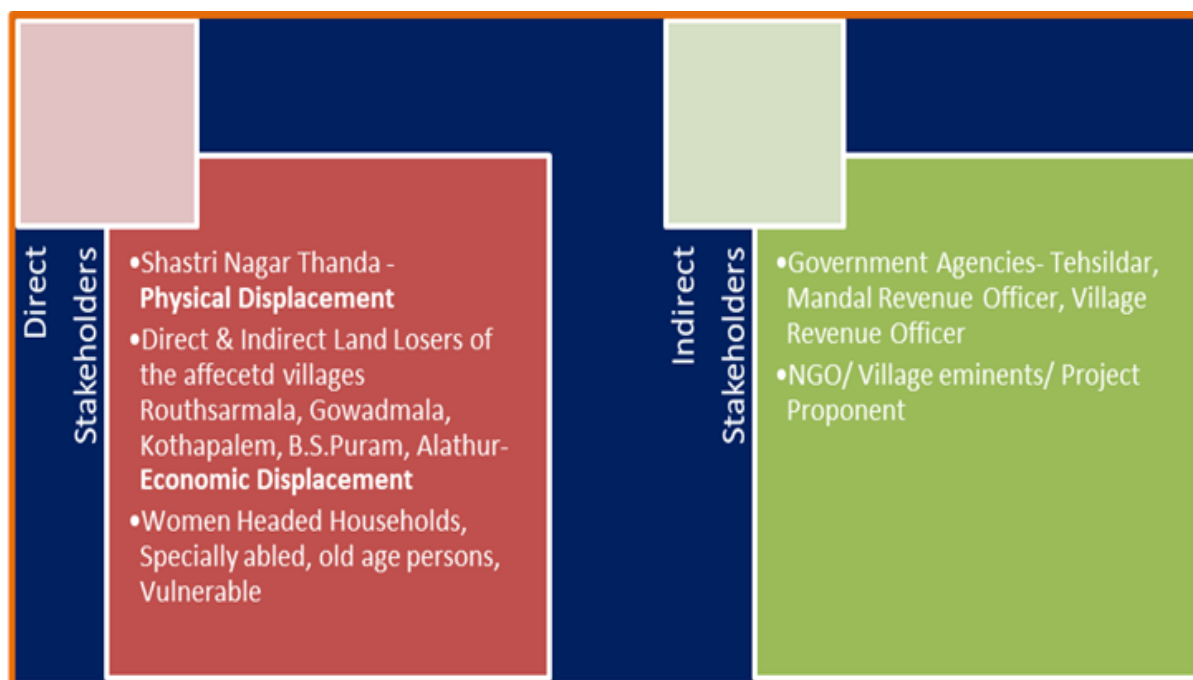 Direct
Stakeholders
•Shastri Nagar Thanda -
Physical Displacement
•Direct & Indirect Land Losers of
the affecetd villages
Routhsarmala, Gowadmala,
Kothapalem, B.S.Puram, Alathur-
Economic Displacement
•Women Headed Households,
Specially abled, old age persons,
Vulnerable
Indirect
Stakeholders
•Government Agencies- Tehsildar,
Mandal Revenue Officer, Village
Revenue Officer
•NGO/ Village eminents/ Project
Proponent